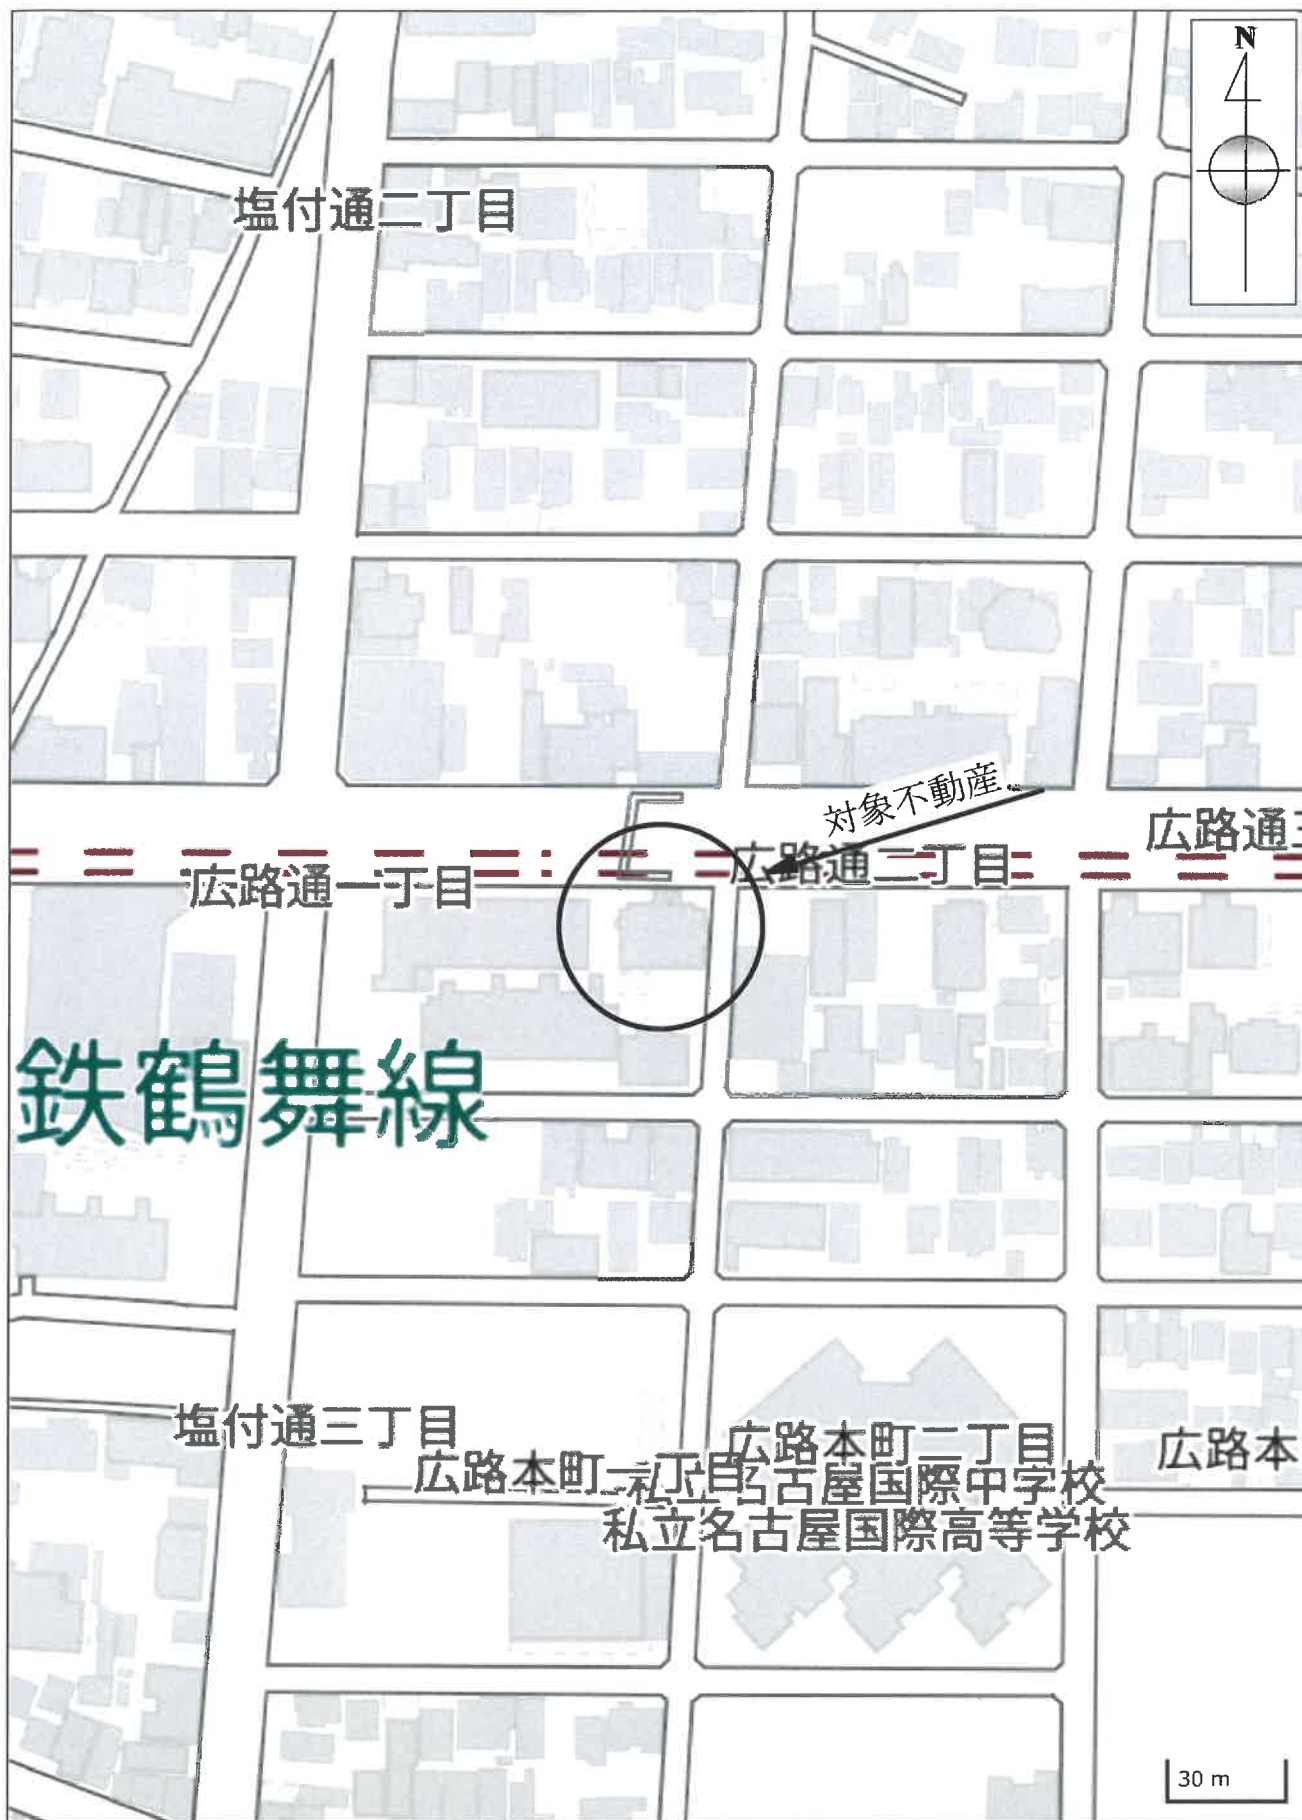 N
塩付通二丁目
対象不動産
広路通三
広路通二丁目
広路通一丁目
鉄鶴舞線
塩付通三丁目
広路本町一丁目
広路本町二丁目
広路本
私立名古屋国際中学校
私立名古屋国際高等学校
30 m